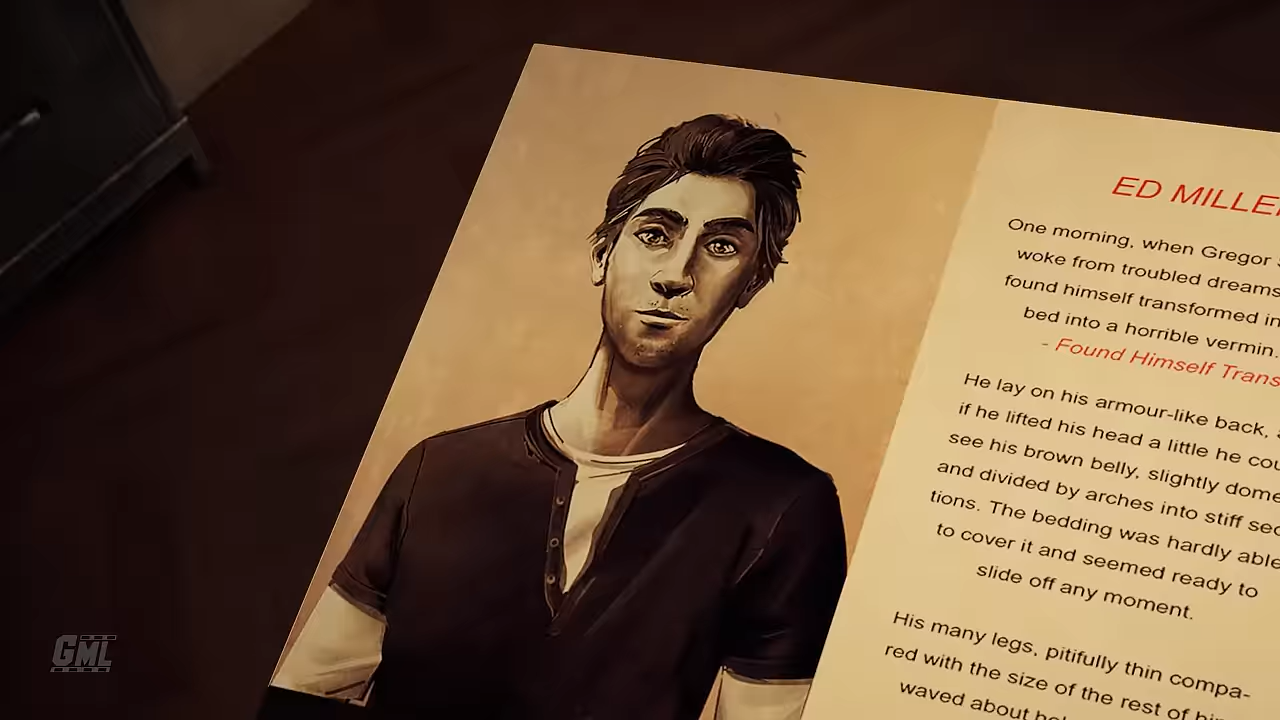 ED MILLE
One morning, when Gregor
woke from troubled dreams
found himself transformed in
bed into a horrible vermin.
- Found Himself Trans
He lay on his armour-like back,
if he lifted his head a little he cou
see his brown belly, slightly dome
and divided by arches into stiff sec
tions. The bedding was hardly able
to cover it and seemed ready to
slide off any moment.
His many legs, pitifully thin compa-
red with the size of the rest of
waved about
GML